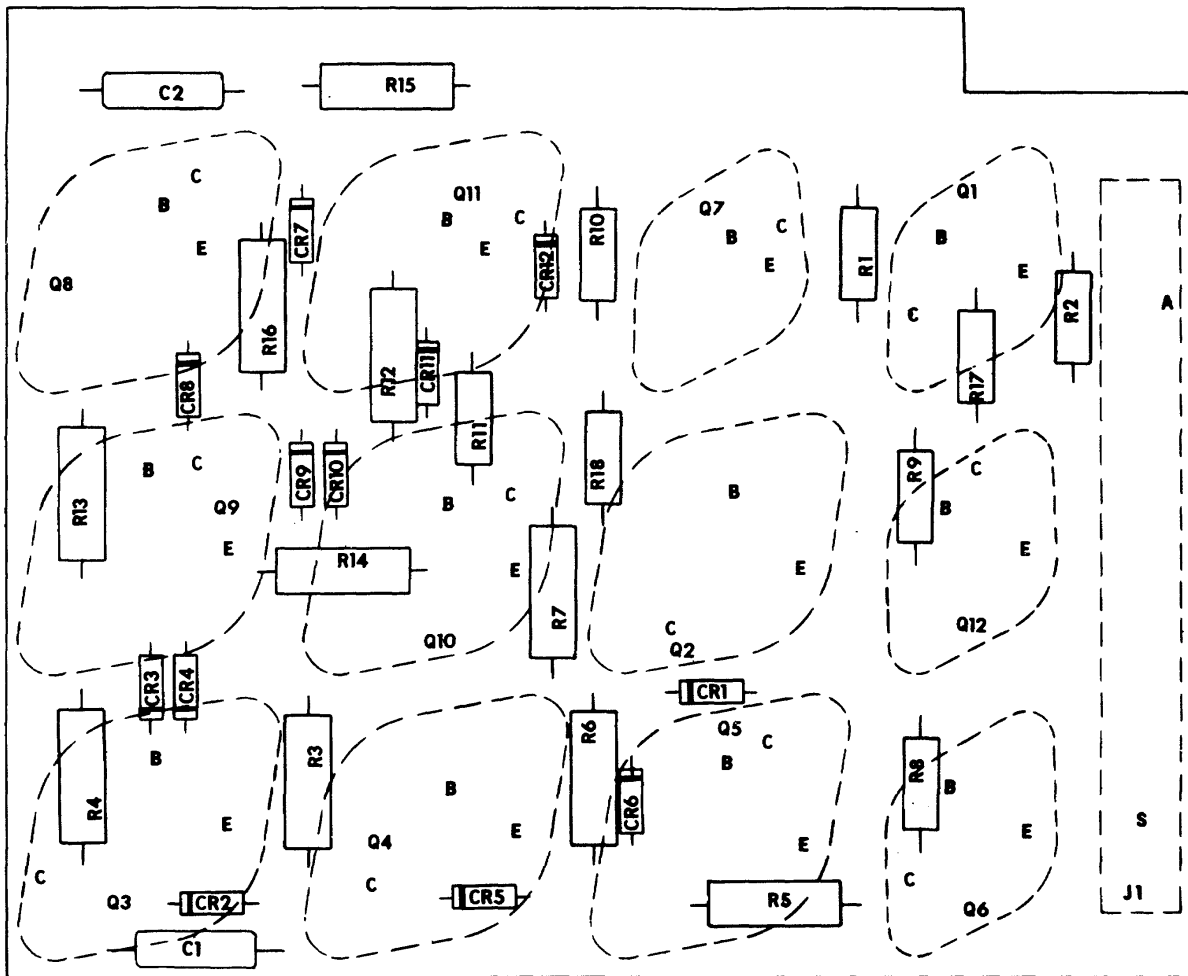 C2
R15
C
B
E
Q8
R16
CR7
Q11
B
C
E
CR12
R10
Q7
B
C
E
R1
Q1
B
E
C
R2
R17
A
CR8
R12
CR11
R11
R13
B
C
Q9
E
CR9
CR10
B
C
E
R14
Q10
R7
R18
B
E
C
Q2
R9
C
B
E
Q12
CR3
CR4
CR1
R4
B
E
C
Q3
CR2
C1
R3
B
E
Q4
C
CR5
R6
CR6
Q5
C
B
E
R5
R8
B
E
C
Q6
S
J1